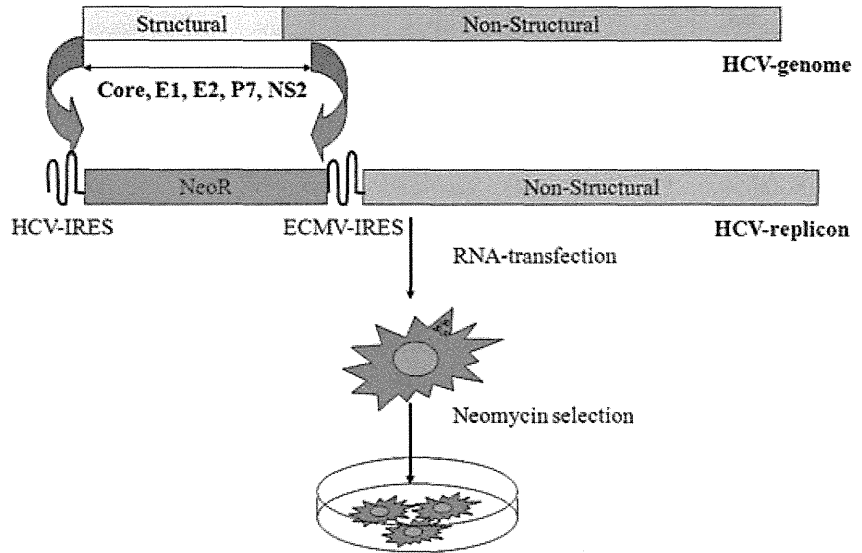 Structural Non-Structural
HCV-genome
Core, E1, E2, P7, NS2
NeoR Non-Structural
HCV-IRES ECMV-IRES HCV-replicon
RNA-transfection
Neomycin selection